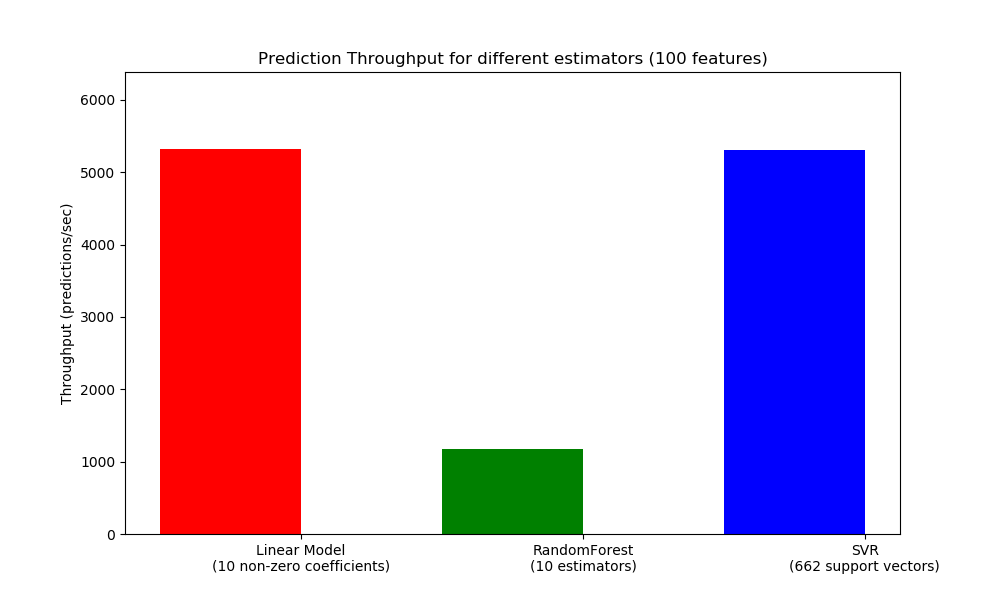 Prediction Throughput for different estimators (100 features)
Throughput (predictions/sec)
6000
5000
4000
3000
2000
1000
0
Linear Model
(10 non-zero coefficients)
RandomForest
(10 estimators)
SVR
(662 support vectors)